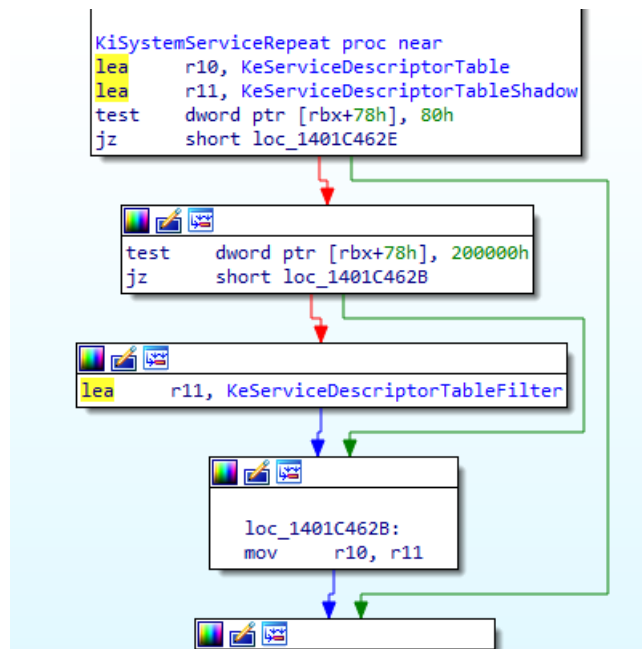 KiSystemServiceRepeat proc near
lea r10, KeServiceDescriptorTable
lea r11, KeServiceDescriptorTableShadow
test dword ptr [rbx+78h], 80h
jz short loc_1401C462E
test dword ptr [rbx+78h], 200000h
jz short loc_1401C462B
lea r11, KeServiceDescriptorTableFilter
loc_1401C462B:
mov r10, r11